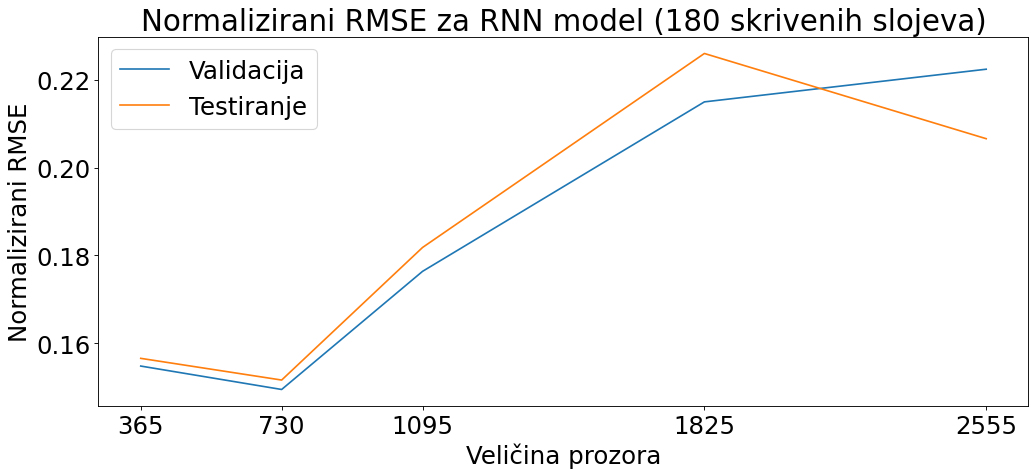 Normalizirani RMSE za RNN model (180 skrivenih slojeva)
Validacija
Testiranje
Normalizirani RMSE
0.22
0.20
0.18
0.16
365 730 1095 1825 2555
Veličina prozora